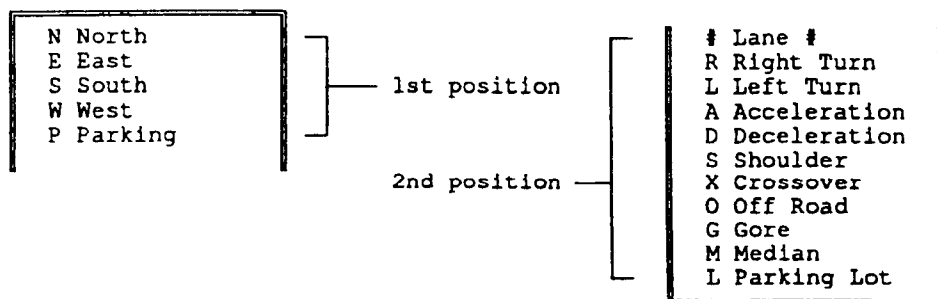 N North
E East
S South
W West
P Parking
1st position
2nd position
# Lane #
R Right Turn
L Left Turn
A Acceleration
D Deceleration
S Shoulder
X Crossover
O Off Road
G Gore
M Median
L Parking Lot